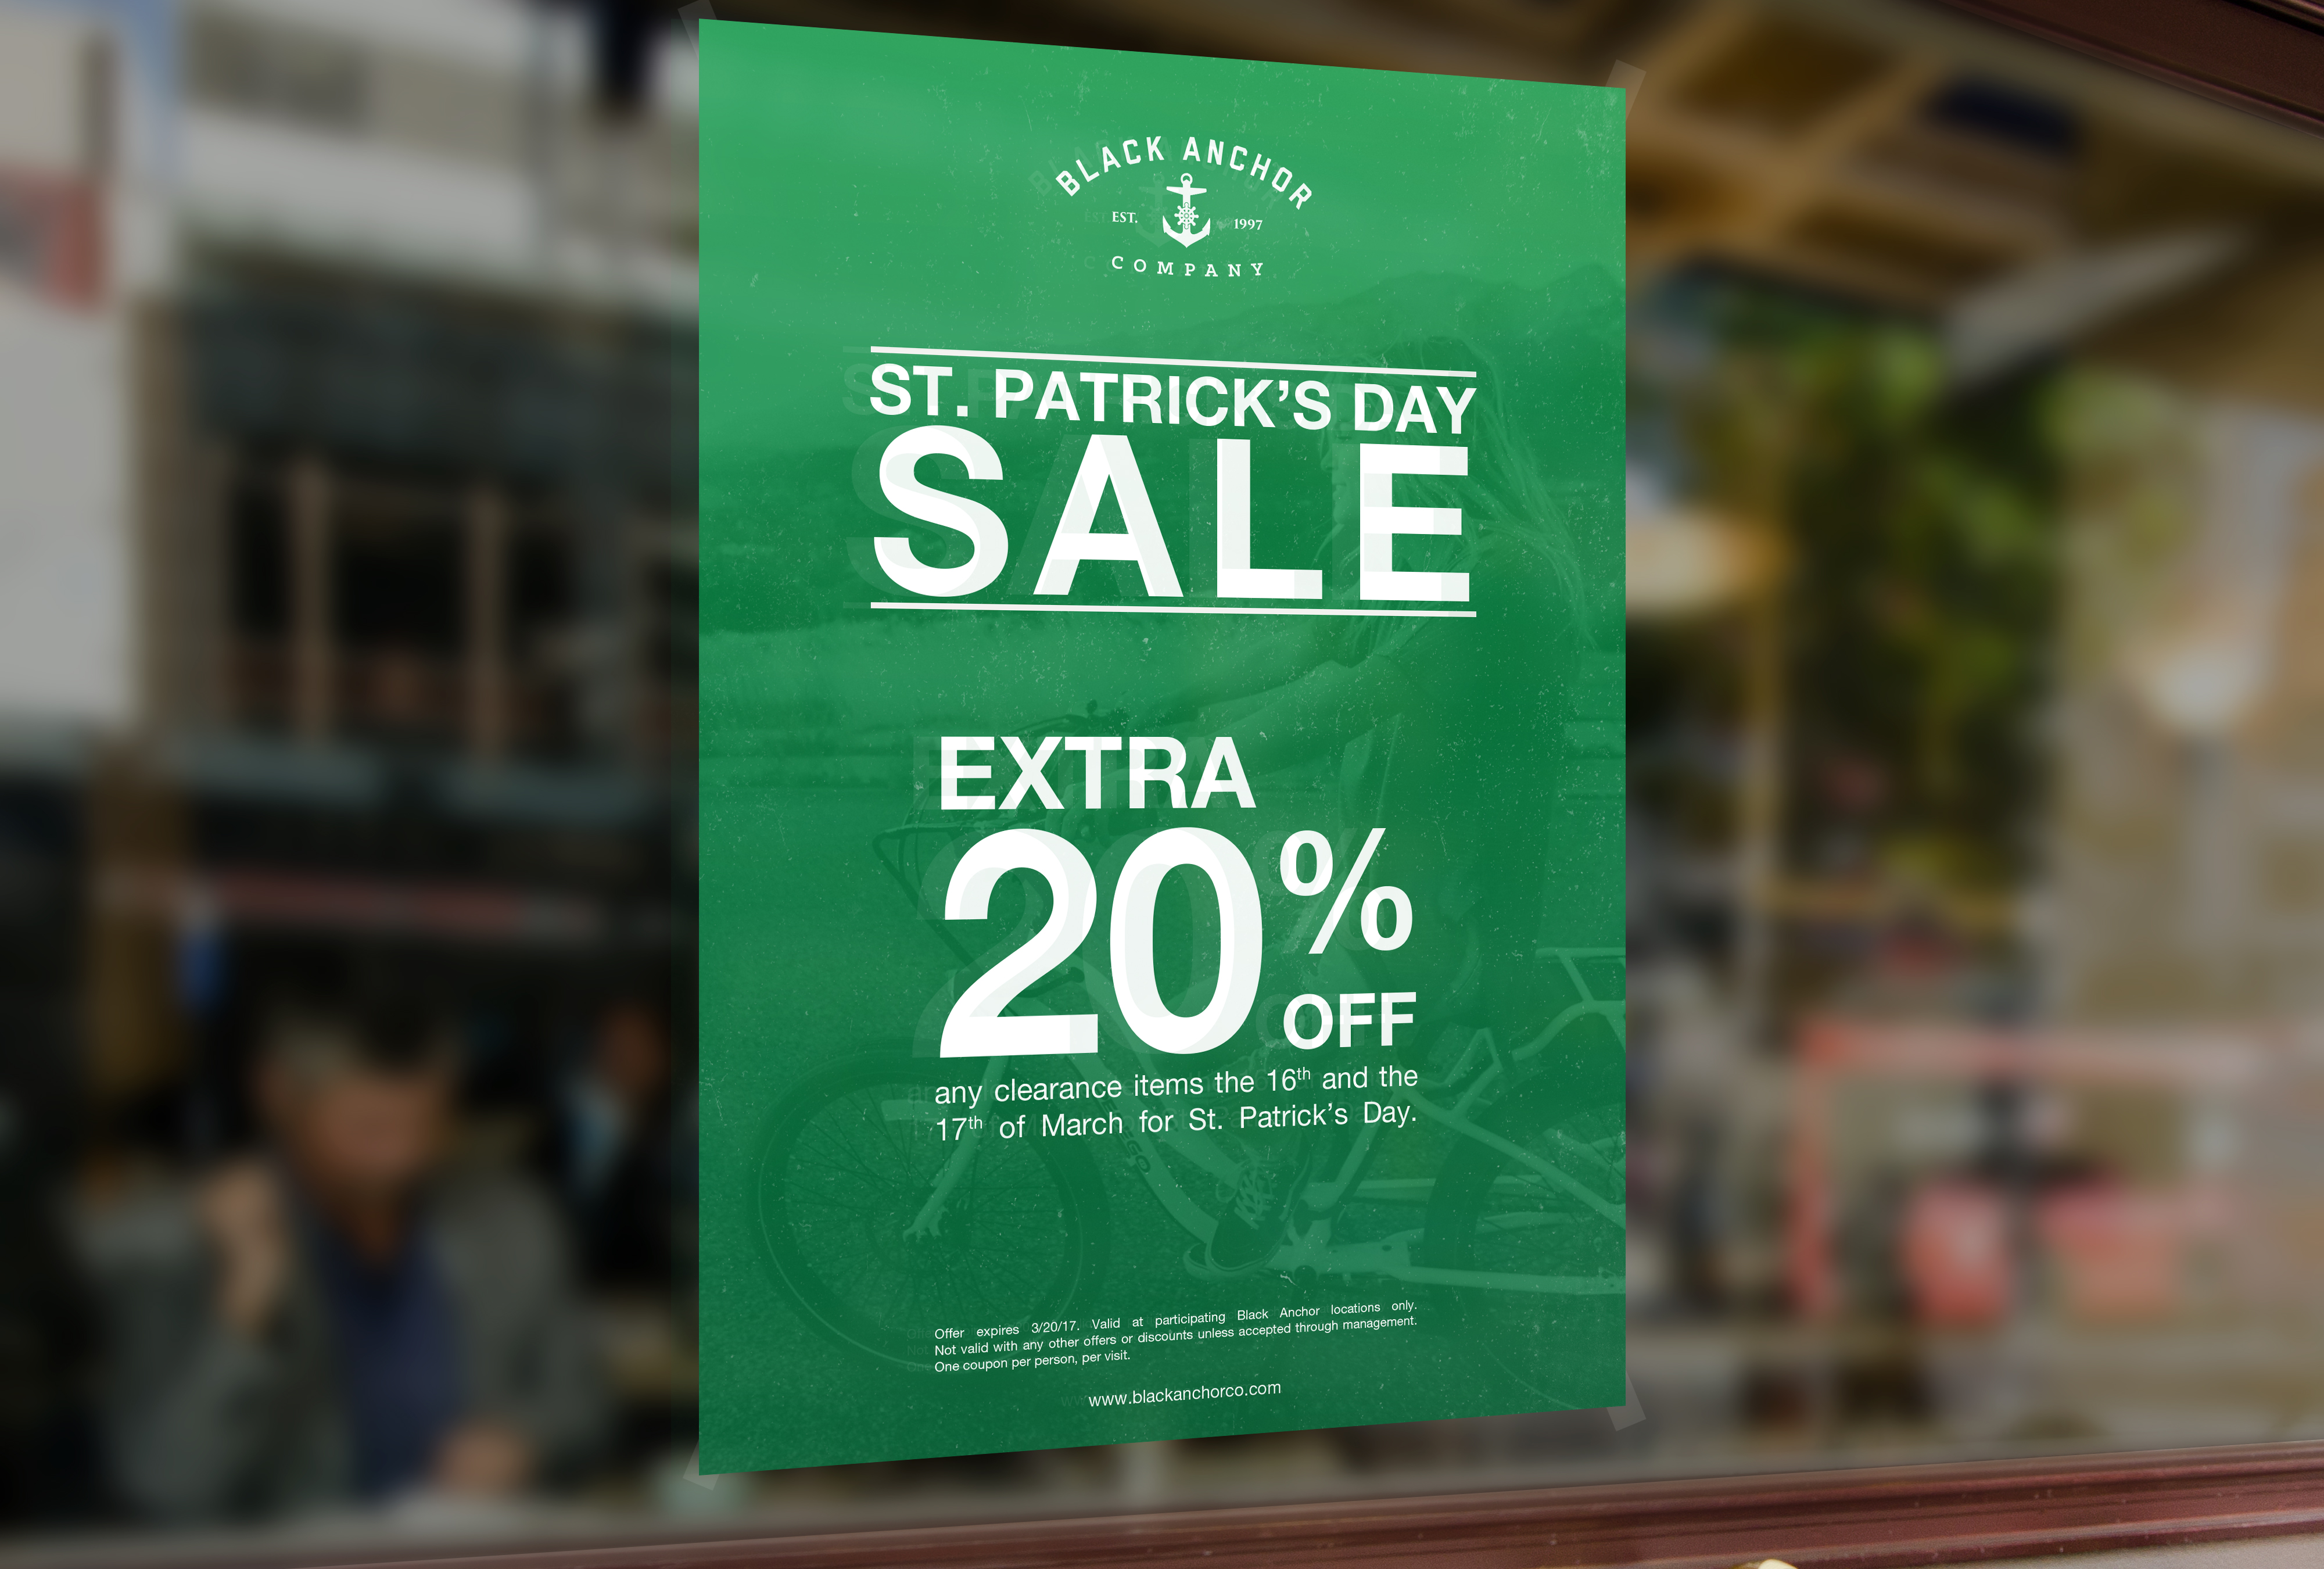 BLACK ANCHOR
EST. 1997
COMPANY
ST. PATRICK’S DAY
SALE
EXTRA
20%
OFF
any clearance items the 16th and the
17th of March for St. Patrick’s Day.
Offer expires 3/20/17. Valid at participating Black Anchor locations only.
Not valid with any other offers or discounts unless accepted through management.
One coupon per person, per visit.
www.blackanchorco.com